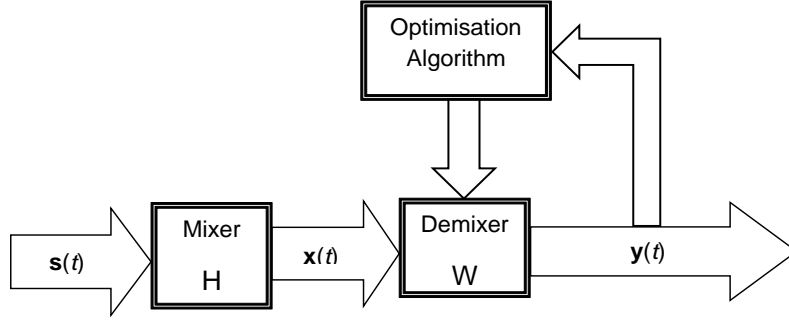 Optimisation
Algorithm
Mixer
H
Demixer
W
s(t)
x(t)
y(t)